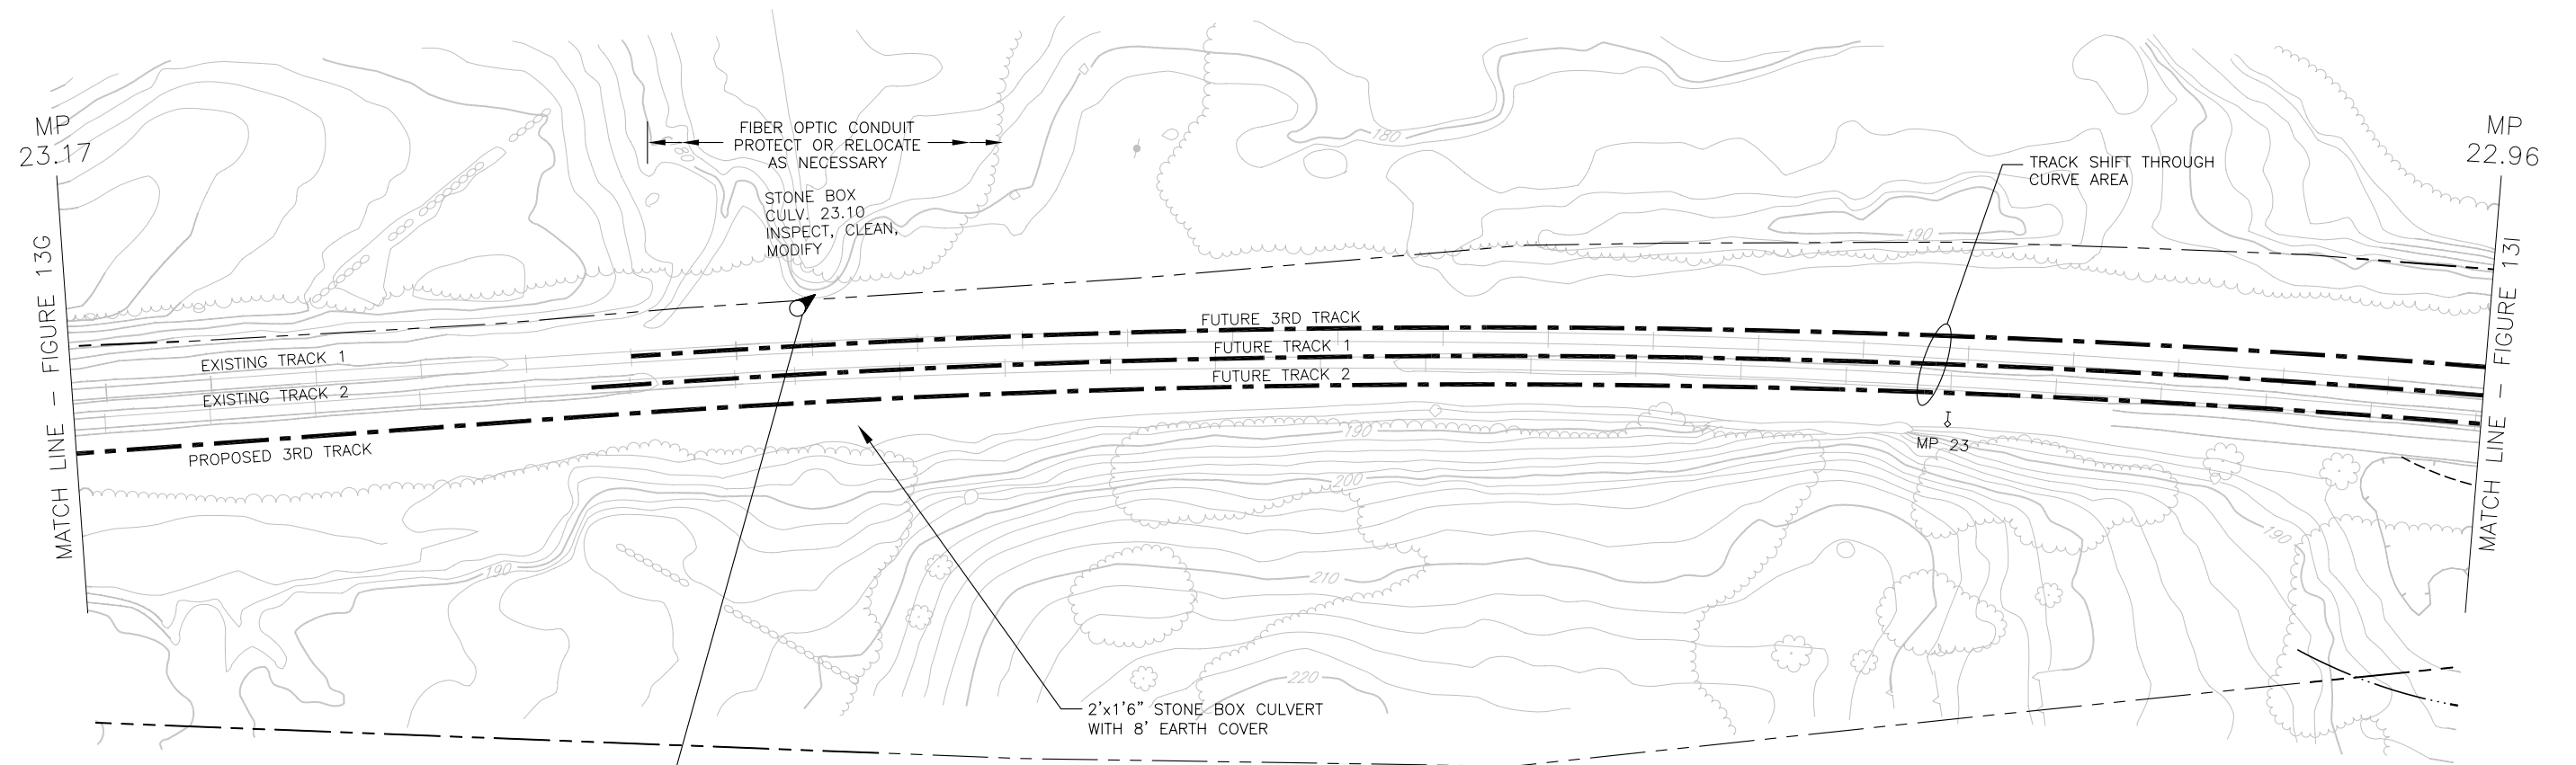 MP
23.17
MATCH LINE – FIGURE 13G
FIBER OPTIC CONDUIT
PROTECT OR RELOCATE
AS NECESSARY
STONE BOX
CULV. 23.10
INSPECT, CLEAN,
MODIFY
180
190
TRACK SHIFT THROUGH
CURVE AREA
MP
22.96
MATCH LINE – FIGURE 13I
EXISTING TRACK 1
EXISTING TRACK 2
PROPOSED 3RD TRACK
FUTURE 3RD TRACK
FUTURE TRACK 1
FUTURE TRACK 2
MP 23
190
200
190
190
210
220
2'x1'6" STONE BOX CULVERT
WITH 8' EARTH COVER